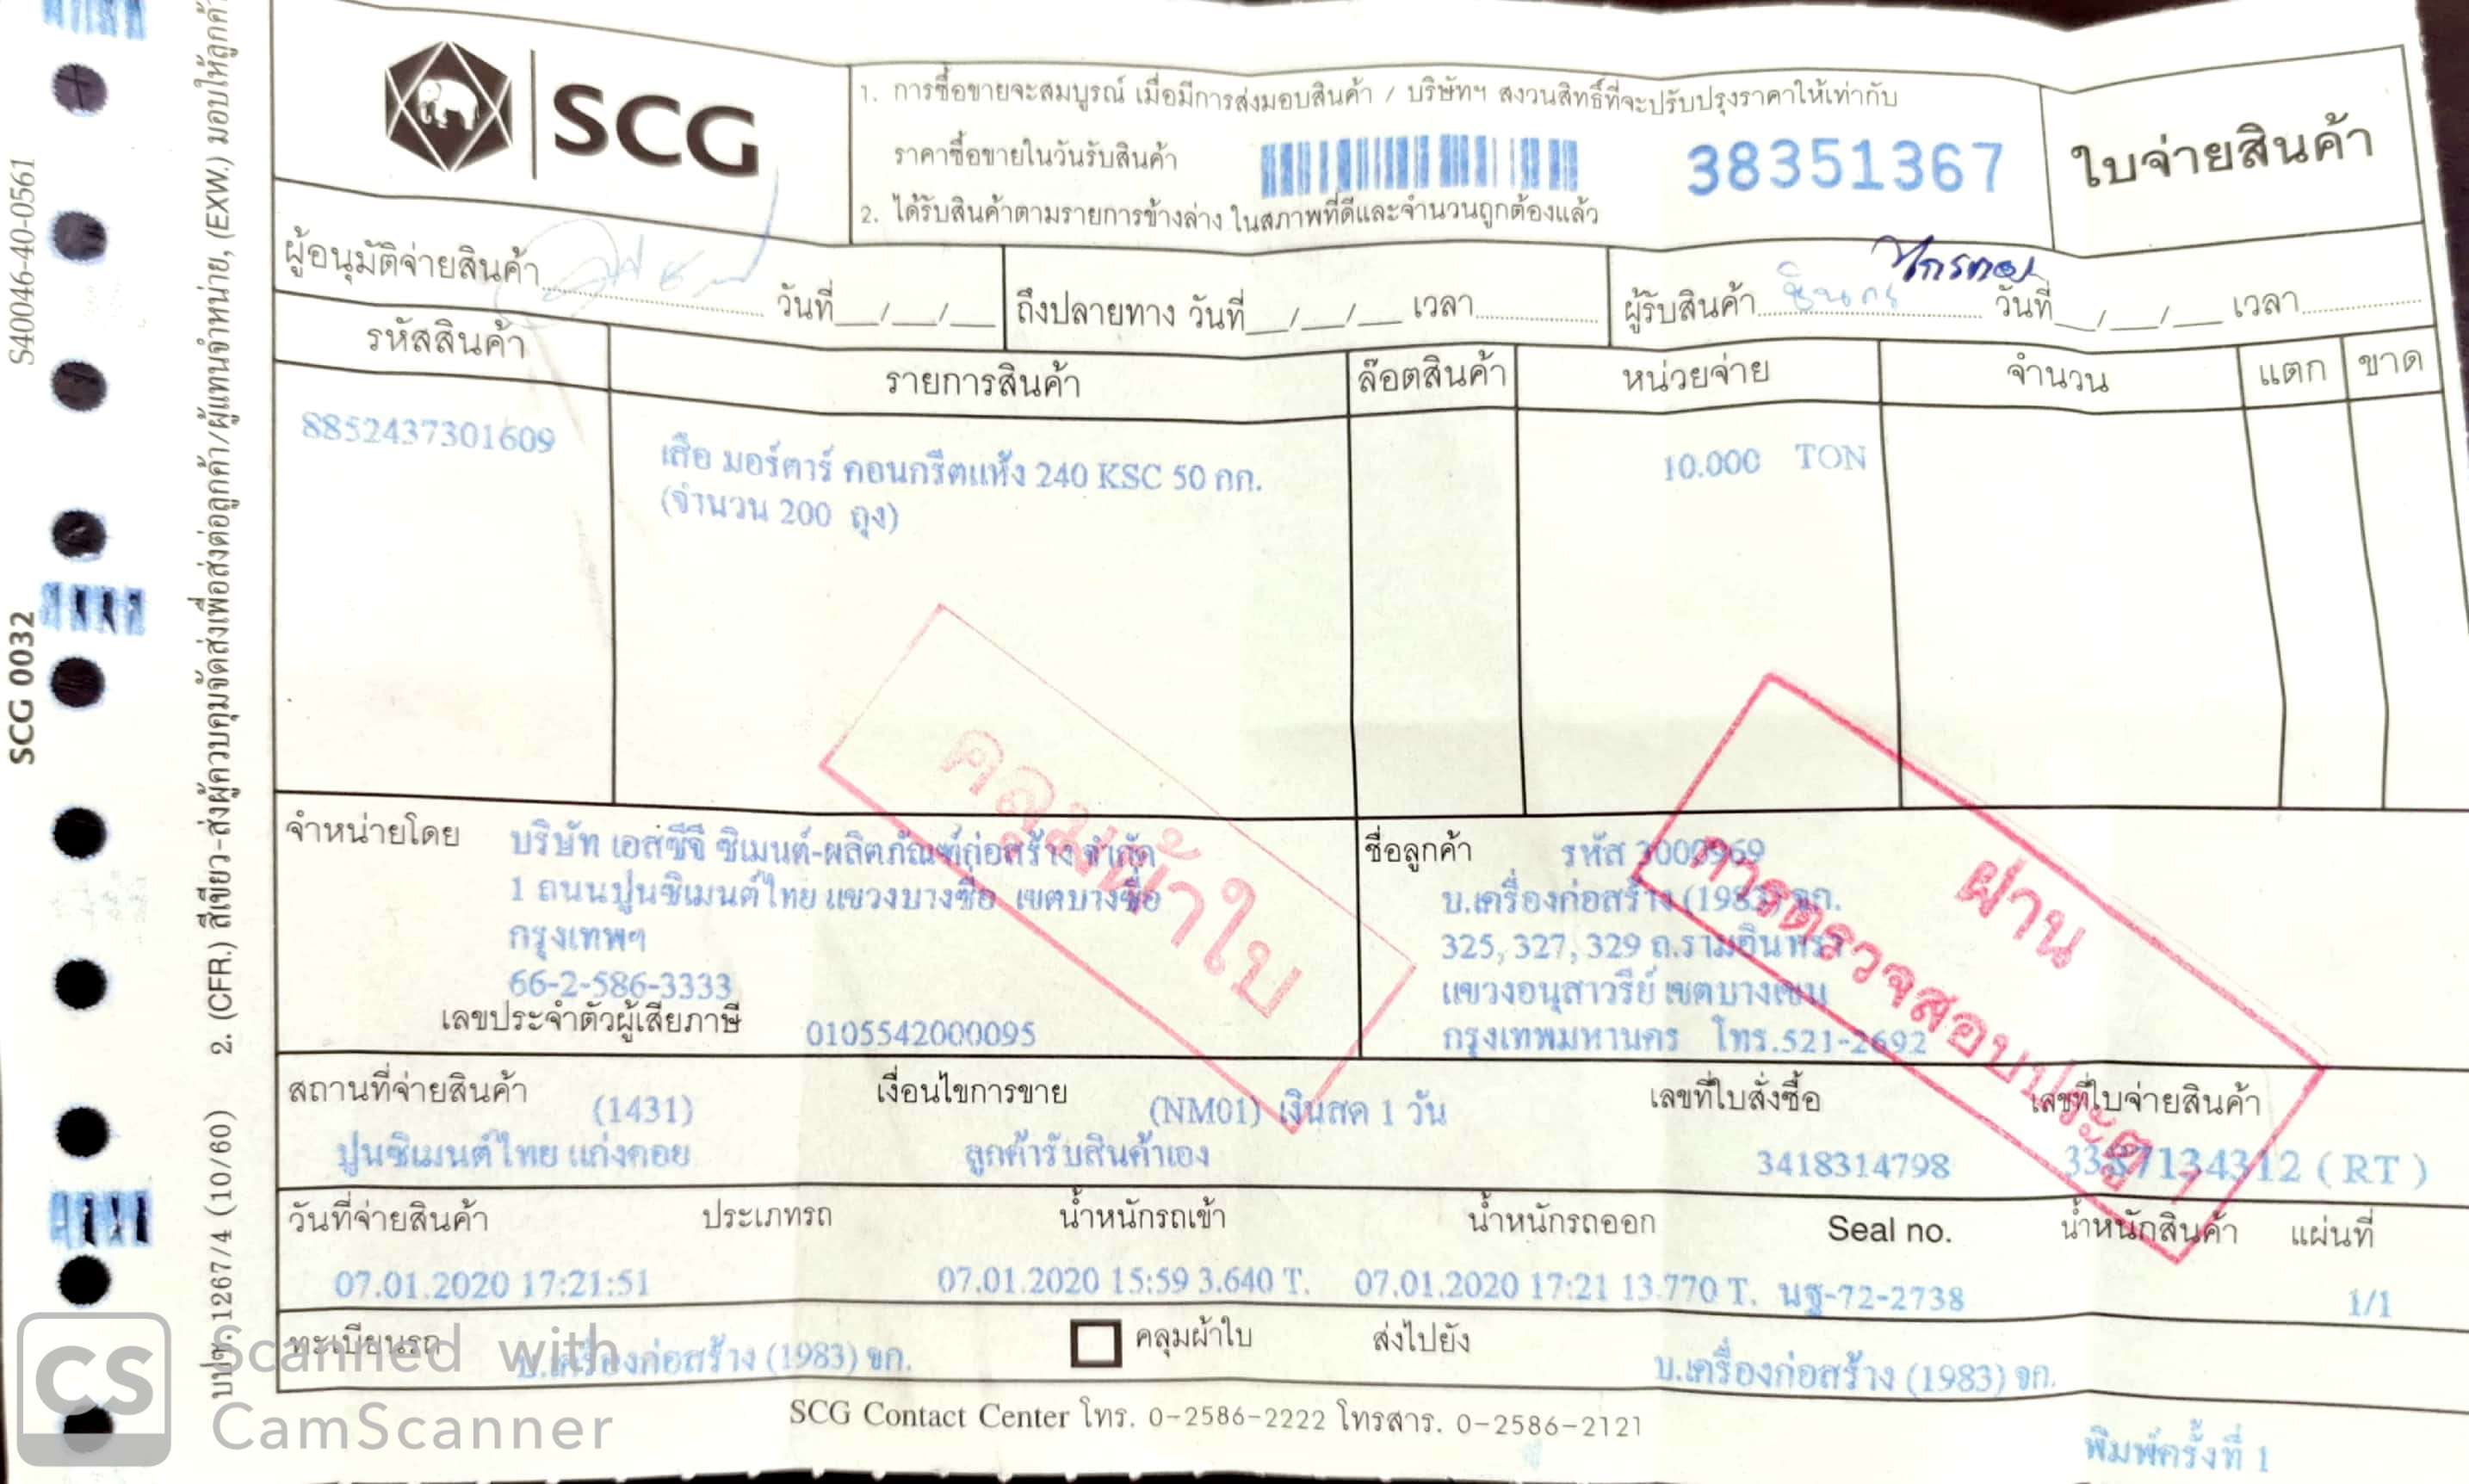 S40046-40-0561
SCG 0032
บปซ. 1267/4 (10/60) 2. (CFR.) สีเขียว-ส่งผู้ควบคุมจัดส่งเพื่อส่งต่อลูกค้า/ผู้แทนจำหน่าย, (EXW.) มอบให้ลูกค้า
SCG
1. การซื้อขายจะสมบูรณ์ เมื่อมีการส่งมอบสินค้า / บริษัทฯ สงวนสิทธิ์ที่จะปรับปรุงราคาให้เท่ากับ
ราคาซื้อขายในวันรับสินค้า
38351367
2. ได้รับสินค้าตามรายการข้างล่าง ในสภาพที่ดีและจำนวนถูกต้องแล้ว
ใบจ่ายสินค้า
ผู้อนุมัติจ่ายสินค้า วันที่ __/__/__ ถึงปลายทาง วันที่ __/__/__ เวลา ผู้รับสินค้า วันที่ __/__/__ เวลา
รหัสสินค้า รายการสินค้า ล๊อตสินค้า หน่วยจ่าย จำนวน แตก ขาด
8852437301609 เสือ มอร์ตาร์ คอนกรีตแห้ง 240 KSC 50 กก. 10.000 TON
(จำนวน 200 ถุง)
คลุมผ้าใบ
ผ่าน
การตรวจสอบประตู 1
จำหน่ายโดย บริษัท เอสซีจี ซิเมนต์-ผลิตภัณฑ์ก่อสร้าง จำกัด
1 ถนนปูนซิเมนต์ไทย แขวงบางซื่อ เขตบางซื่อ
กรุงเทพฯ
66-2-586-3333
เลขประจำตัวผู้เสียภาษี 0105542000095
ชื่อลูกค้า รหัส 3000969
บ.เครื่องก่อสร้าง (1983) จก.
325, 327, 329 ถ.รามอินทรา
แขวงอนุสาวรีย์ เขตบางเขน
กรุงเทพมหานคร โทร.521-2692
สถานที่จ่ายสินค้า เงื่อนไขการขาย เลขที่ใบสั่งซื้อ เลขที่ใบจ่ายสินค้า
(1431) (NM01) เงินสด 1 วัน
ปูนซิเมนต์ไทย แก่งคอย ลูกค้ารับสินค้าเอง 3418314798 3387134312 (RT)
วันที่จ่ายสินค้า ประเภทรถ น้ำหนักรถเข้า น้ำหนักรถออก Seal no. น้ำหนักสินค้า แผ่นที่
07.01.2020 17:21:51 07.01.2020 15:59 3.640 T. 07.01.2020 17:21 13.770 T. นฐ-72-2738 1/1
ทะเบียนรถ บ.เครื่องก่อสร้าง (1983) จก. คลุมผ้าใบ ส่งไปยัง บ.เครื่องก่อสร้าง (1983) จก.
SCG Contact Center โทร. 0-2586-2222 โทรสาร. 0-2586-2121
พิมพ์ครั้งที่ 1
CS Scanned with
CamScanner